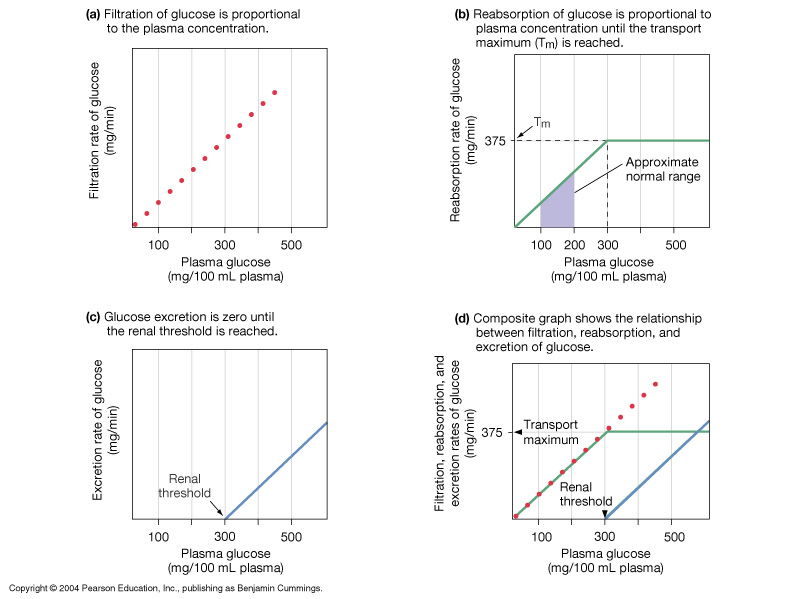 (a) Filtration of glucose is proportional
to the plasma concentration.
Filtration rate of glucose
(mg/min)
100 300 500
Plasma glucose
(mg/100 mL plasma)
(b) Reabsorption of glucose is proportional to
plasma concentration until the transport
maximum (Tm) is reached.
Reabsorption rate of glucose
(mg/min)
Tm
375
Approximate
normal range
100 200 300 500
Plasma glucose
(mg/100 mL plasma)
(c) Glucose excretion is zero until
the renal threshold is reached.
Excretion rate of glucose
(mg/min)
Renal
threshold
100 300 500
Plasma glucose
(mg/100 mL plasma)
(d) Composite graph shows the relationship
between filtration, reabsorption, and
excretion of glucose.
Filtration, reabsorption, and
excretion rates of glucose
(mg/min)
375
Transport
maximum
Renal
threshold
100 300 500
Plasma glucose
(mg/100 mL plasma)
Copyright © 2004 Pearson Education, Inc., publishing as Benjamin Cummings.